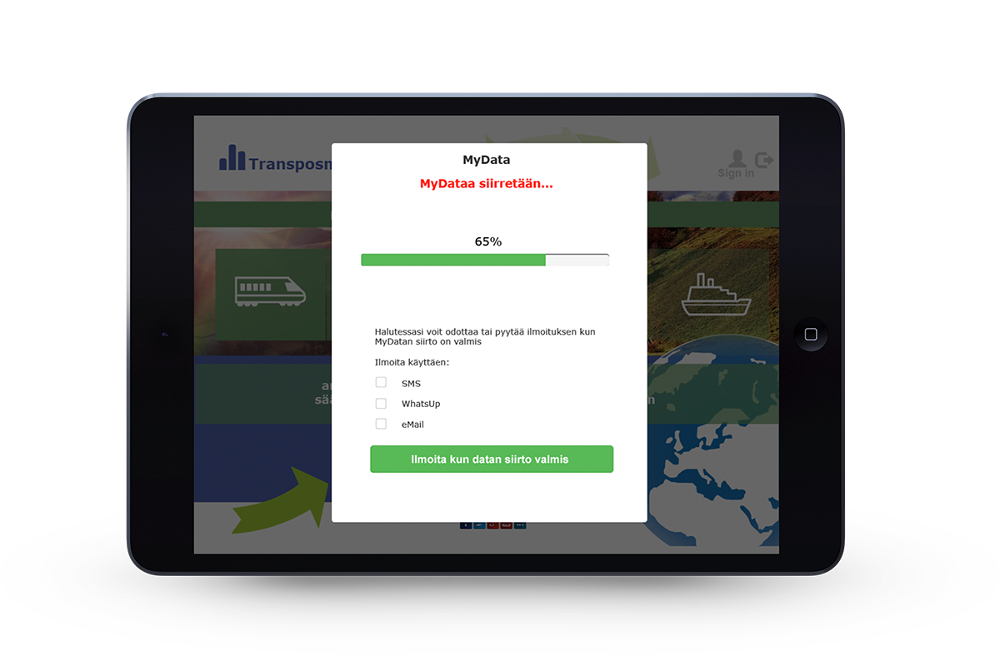 MyData
MyDataa siirretään...
Sign in
65%
Halutessasi voit odottaa tai pyytää ilmoituksen kun
MyDatan siirto on valmis
Ilmoita käyttäen:
SMS
WhatsUp
eMail
Ilmoita kun datan siirto valmis